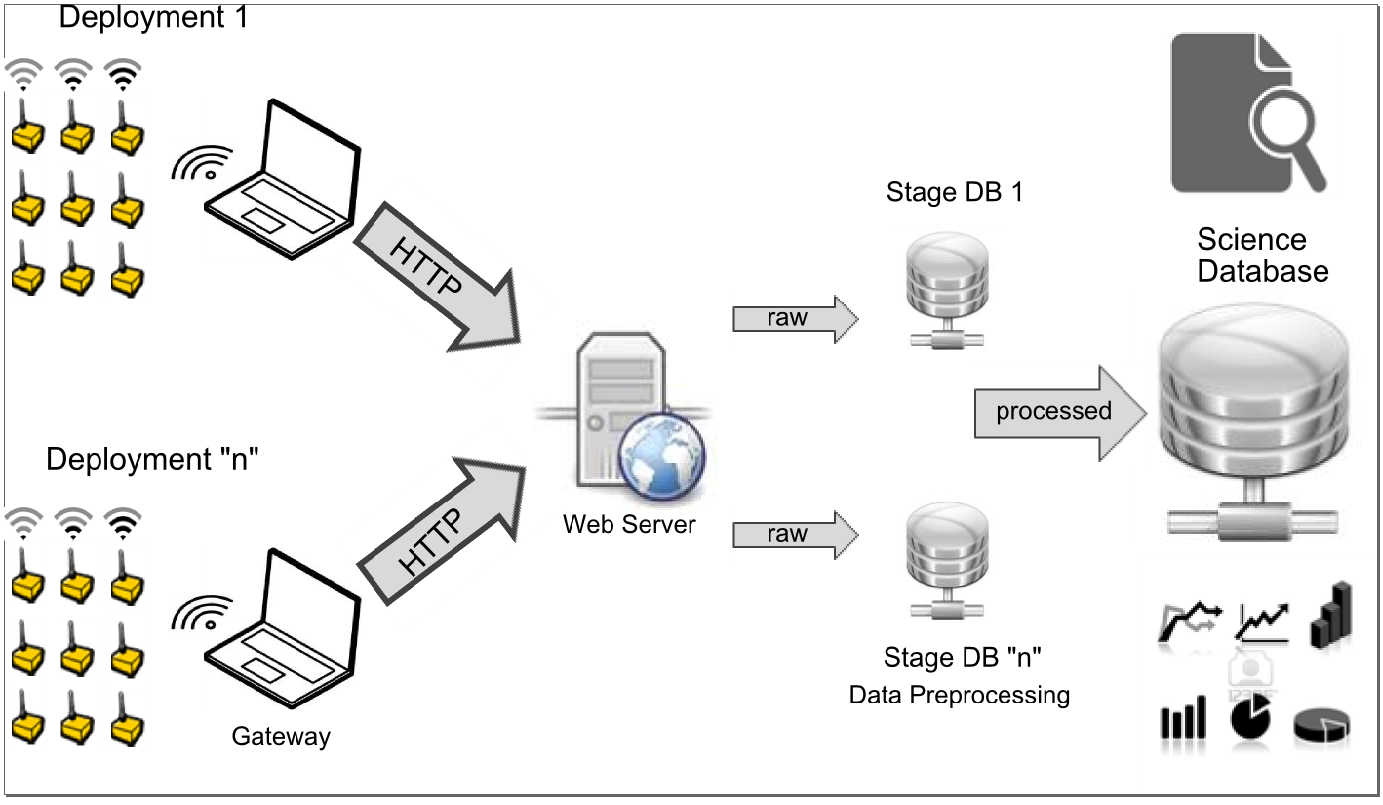 Deployment 1
HTTP
Stage DB 1
Science
Database
raw
processed
Deployment "n"
HTTP
Web Server
raw
Stage DB "n"
Data Preprocessing
Gateway